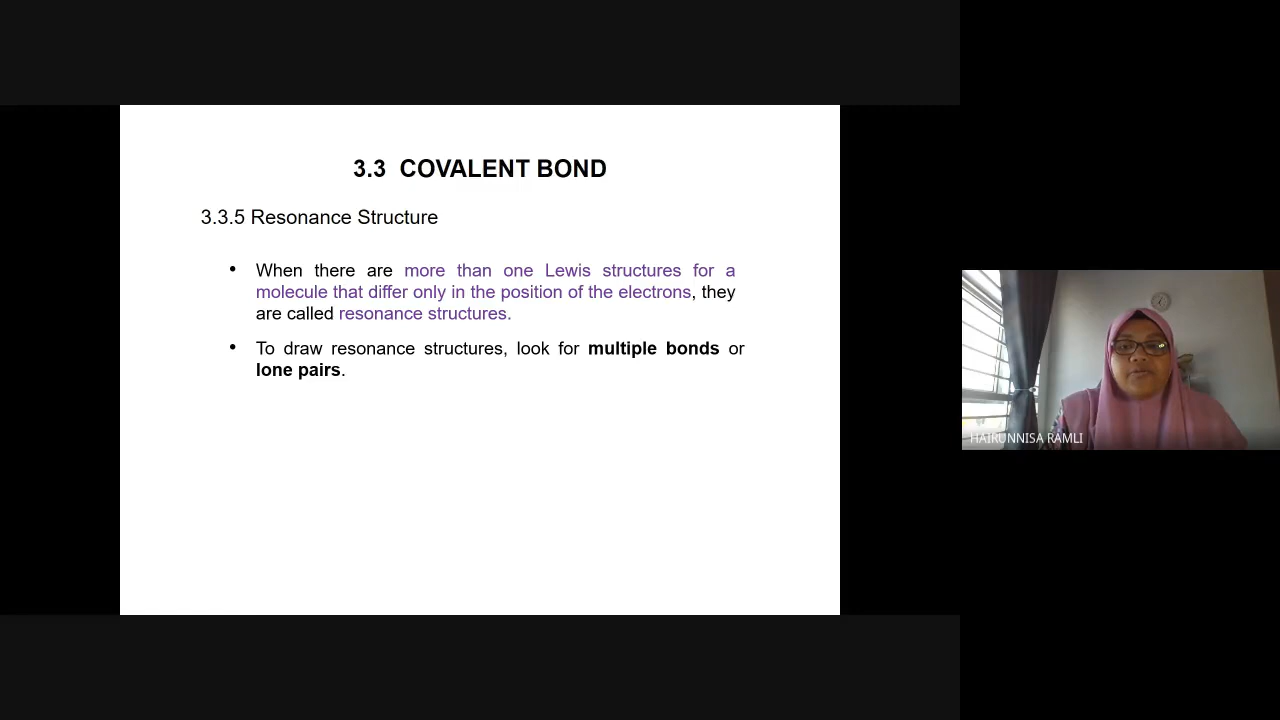 3.3 COVALENT BOND
3.3.5 Resonance Structure
• When there are more than one Lewis structures for a
molecule that differ only in the position of the electrons, they
are called resonance structures.
• To draw resonance structures, look for multiple bonds or
lone pairs.
HAIRUNNISA RAMLI